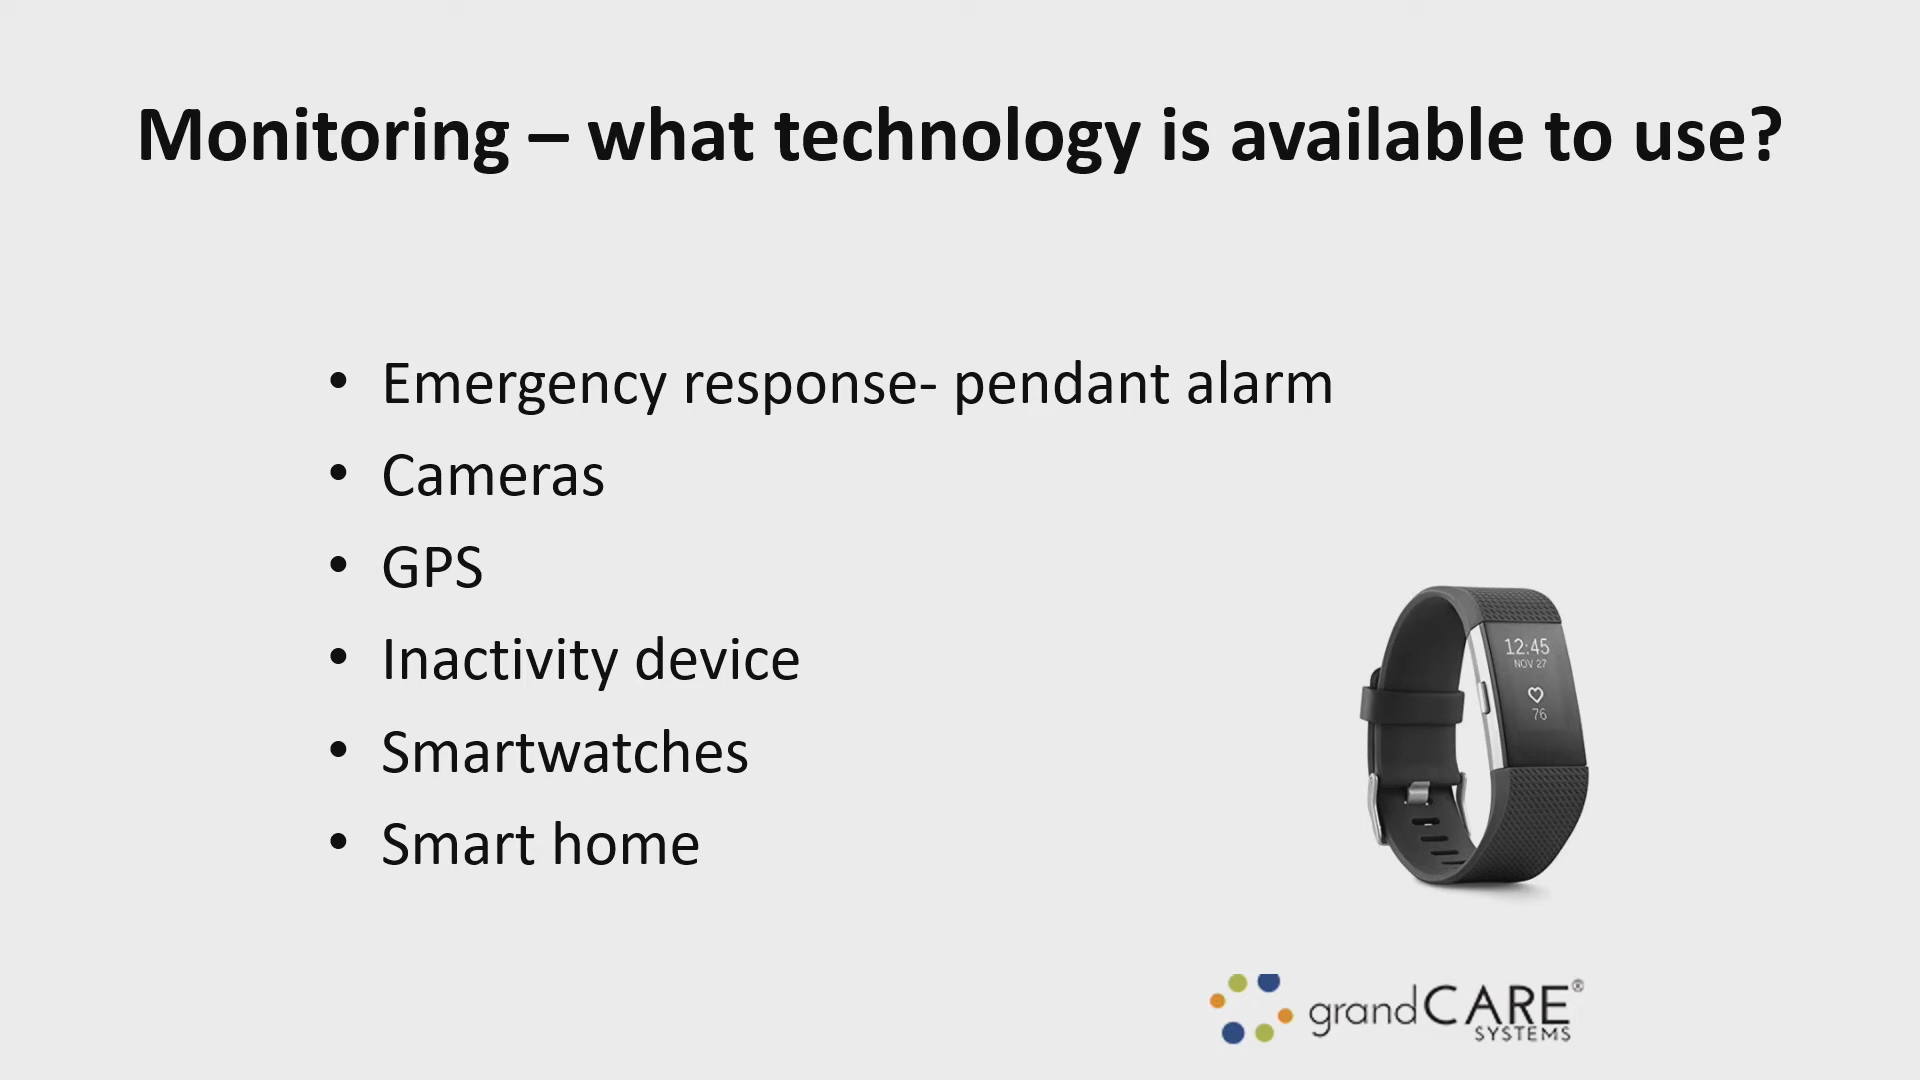 Monitoring – what technology is available to use?
• Emergency response- pendant alarm
• Cameras
• GPS
• Inactivity device
• Smartwatches
• Smart home
12:45
NOV 27
76
grandCARE®
SYSTEMS